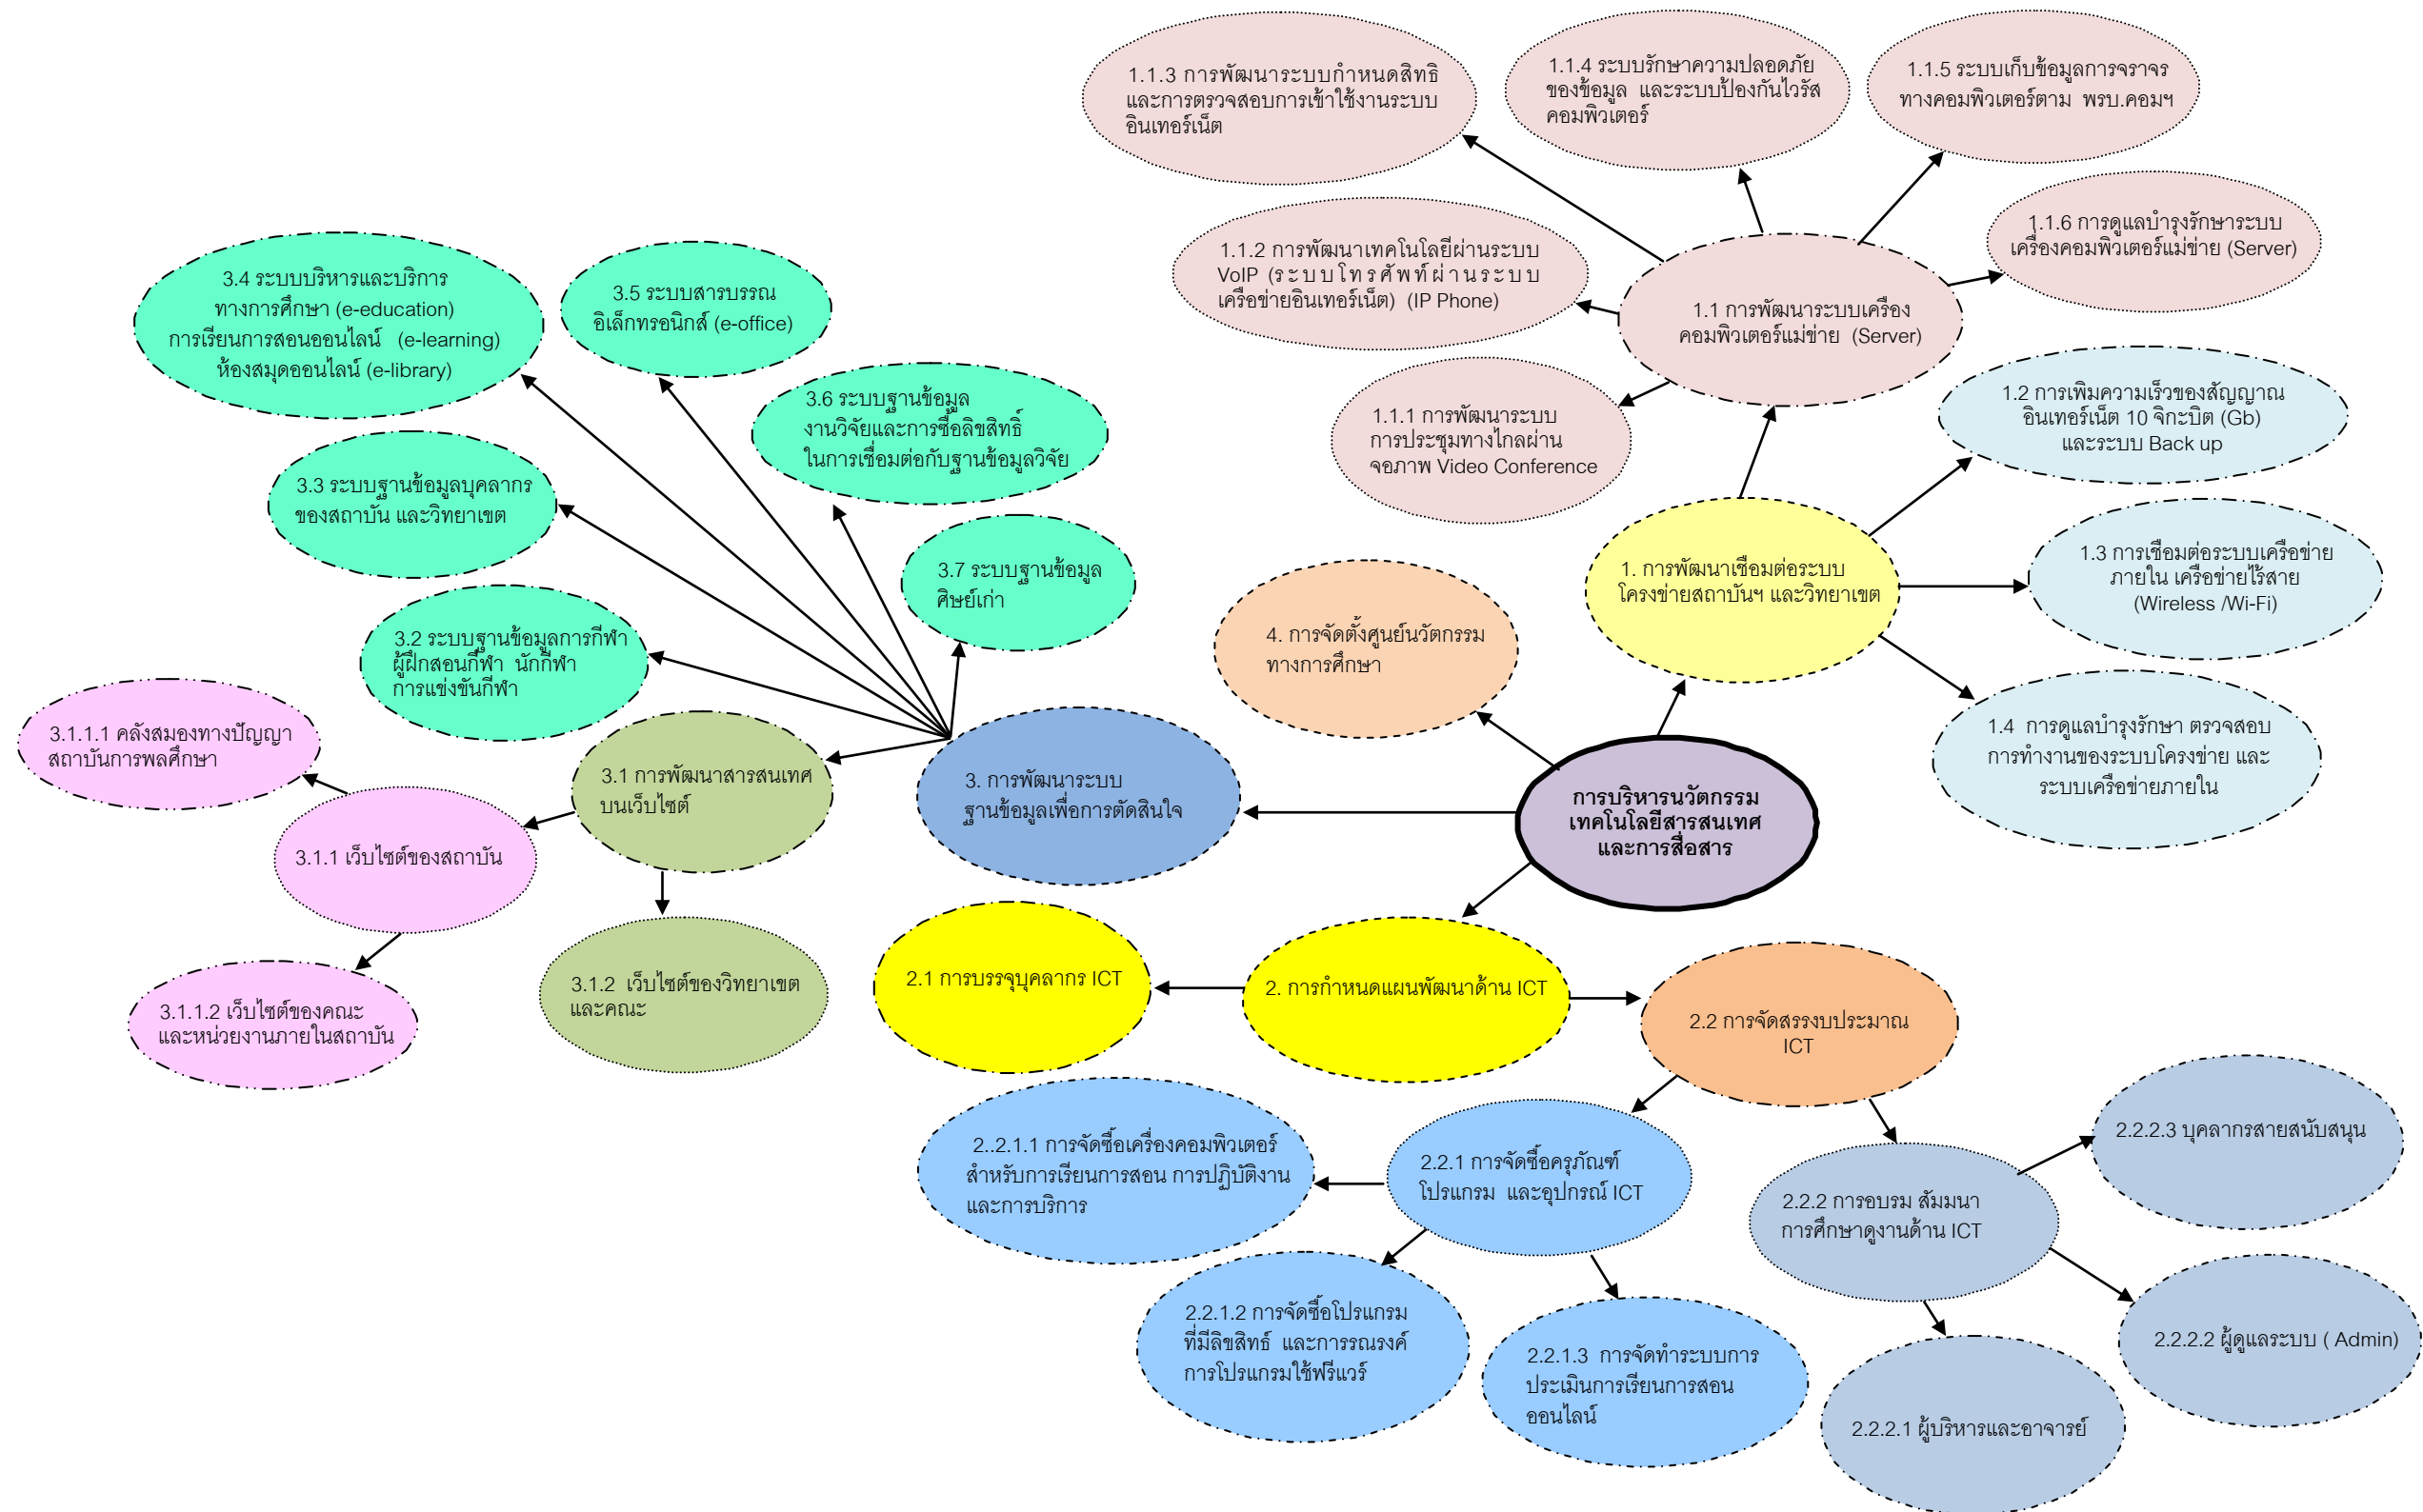 1.1.3 การพัฒนาระบบกำหนดสิทธิ
และการตรวจสอบการเข้าใช้งานระบบ
อินเทอร์เน็ต
1.1.4 ระบบรักษาความปลอดภัย
ของข้อมูล และระบบป้องกันไวรัส
คอมพิวเตอร์
1.1.5 ระบบเก็บข้อมูลการจราจร
ทางคอมพิวเตอร์ตาม พรบ.คอมฯ
1.1.2 การพัฒนาเทคโนโลยีผ่านระบบ
VoIP (ระบบโทรศัพท์ผ่านระบบ
เครือข่ายอินเทอร์เน็ต) (IP Phone)
1.1.6 การดูแลบำรุงรักษาระบบ
เครื่องคอมพิวเตอร์แม่ข่าย (Server)
1.1 การพัฒนาระบบเครื่อง
คอมพิวเตอร์แม่ข่าย (Server)
1.1.1 การพัฒนาระบบ
การประชุมทางไกลผ่าน
จอภาพ Video Conference
1.2 การเพิ่มความเร็วของสัญญาณ
อินเทอร์เน็ต 10 จิกะบิต (Gb)
และระบบ Back up
1.3 การเชื่อมต่อระบบเครือข่าย
ภายใน เครือข่ายไร้สาย
(Wireless /Wi-Fi)
1. การพัฒนาเชื่อมต่อระบบ
โครงข่ายสถาบันฯ และวิทยาเขต
1.4 การดูแลบำรุงรักษา ตรวจสอบ
การทำงานของระบบโครงข่าย และ
ระบบเครือข่ายภายใน
3.4 ระบบบริหารและบริการ
ทางการศึกษา (e-education)
การเรียนการสอนออนไลน์ (e-learning)
ห้องสมุดออนไลน์ (e-library)
3.5 ระบบสารบรรณ
อิเล็กทรอนิกส์ (e-office)
3.6 ระบบฐานข้อมูล
งานวิจัยและการซื้อลิขสิทธิ์
ในการเชื่อมต่อกับฐานข้อมูลวิจัย
3.3 ระบบฐานข้อมูลบุคลากร
ของสถาบัน และวิทยาเขต
3.7 ระบบฐานข้อมูล
ศิษย์เก่า
3.2 ระบบฐานข้อมูลการกีฬา
ผู้ฝึกสอนกีฬา นักกีฬา
การแข่งขันกีฬา
4. การจัดตั้งศูนย์นวัตกรรม
ทางการศึกษา
3.1.1.1 คลังสมองทางปัญญา
สถาบันการพลศึกษา
3.1 การพัฒนาสารสนเทศ
บนเว็บไซต์
3. การพัฒนาระบบ
ฐานข้อมูลเพื่อการตัดสินใจ
การบริหารนวัตกรรม
เทคโนโลยีสารสนเทศ
และการสื่อสาร
3.1.1 เว็บไซต์ของสถาบัน
3.1.1.2 เว็บไซต์ของคณะ
และหน่วยงานภายในสถาบัน
3.1.2 เว็บไซต์ของวิทยาเขต
และคณะ
2.1 การบรรจุบุคลากร ICT
2. การกำหนดแผนพัฒนาด้าน ICT
2.2 การจัดสรรงบประมาณ
ICT
2..2.1.1 การจัดซื้อเครื่องคอมพิวเตอร์
สำหรับการเรียนการสอน การปฏิบัติงาน
และการบริการ
2.2.1 การจัดซื้อครุภัณฑ์
โปรแกรม และอุปกรณ์ ICT
2.2.2 การอบรม สัมมนา
การศึกษาดูงานด้าน ICT
2.2.2.3 บุคลากรสายสนับสนุน
2.2.1.2 การจัดซื้อโปรแกรม
ที่มีลิขสิทธ์ และการรณรงค์
การโปรแกรมใช้ฟรีแวร์
2.2.1.3 การจัดทำระบบการ
ประเมินการเรียนการสอน
ออนไลน์
2.2.2.2 ผู้ดูแลระบบ ( Admin)
2.2.2.1 ผู้บริหารและอาจารย์